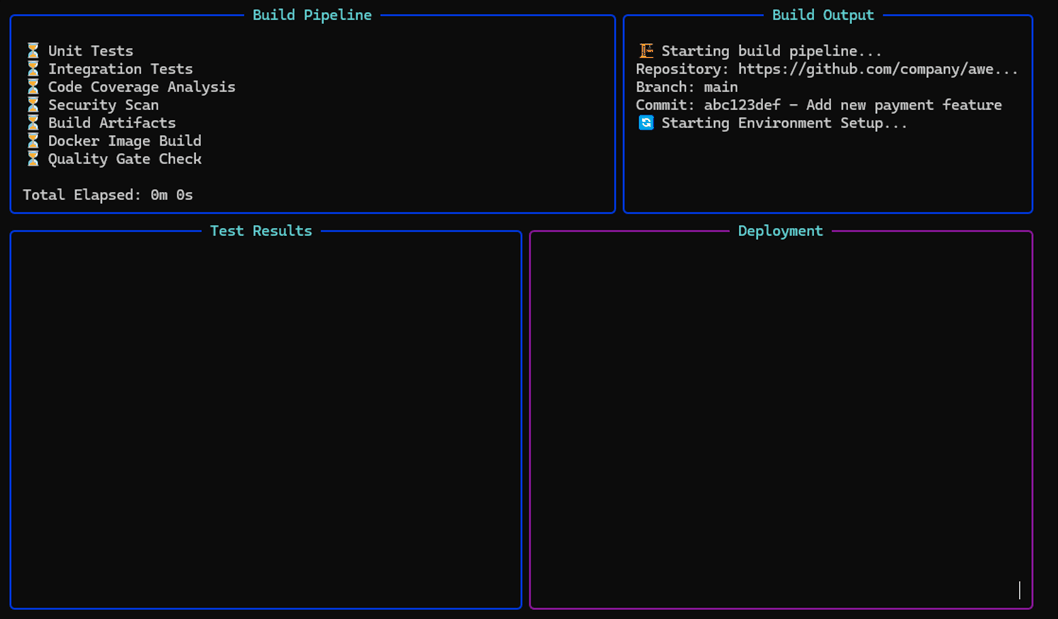 Build Pipeline
⏳ Unit Tests
⏳ Integration Tests
⏳ Code Coverage Analysis
⏳ Security Scan
⏳ Build Artifacts
⏳ Docker Image Build
⏳ Quality Gate Check
Total Elapsed: 0m 0s
Build Output
🏗 Starting build pipeline...
Repository: https://github.com/company/awe...
Branch: main
Commit: abc123def - Add new payment feature
🔄 Starting Environment Setup...
Test Results
Deployment